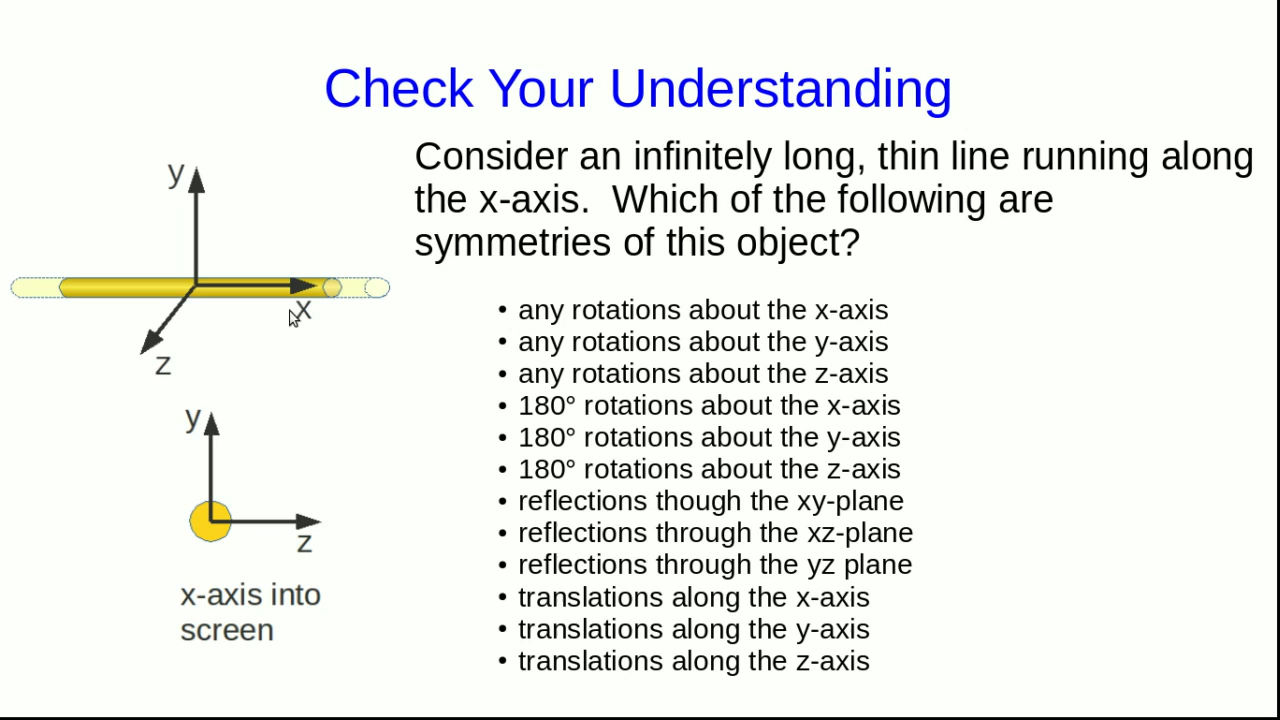 Check Your Understanding
Consider an infinitely long, thin line running along
the x-axis.  Which of the following are
symmetries of this object?
y
x
z
y
z
x-axis into
screen
• any rotations about the x-axis
• any rotations about the y-axis
• any rotations about the z-axis
• 180° rotations about the x-axis
• 180° rotations about the y-axis
• 180° rotations about the z-axis
• reflections though the xy-plane
• reflections through the xz-plane
• reflections through the yz plane
• translations along the x-axis
• translations along the y-axis
• translations along the z-axis